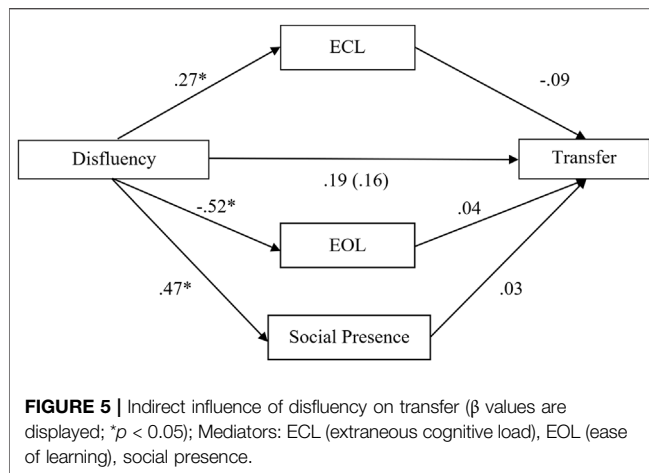 ECL
.27*
-.09
Disfluency
Transfer
.19 (.16)
-.52*
.04
EOL
.47*
.03
Social Presence
FIGURE 5 | Indirect influence of disfluency on transfer (β values are
displayed; *p < 0.05); Mediators: ECL (extraneous cognitive load), EOL (ease
of learning), social presence.